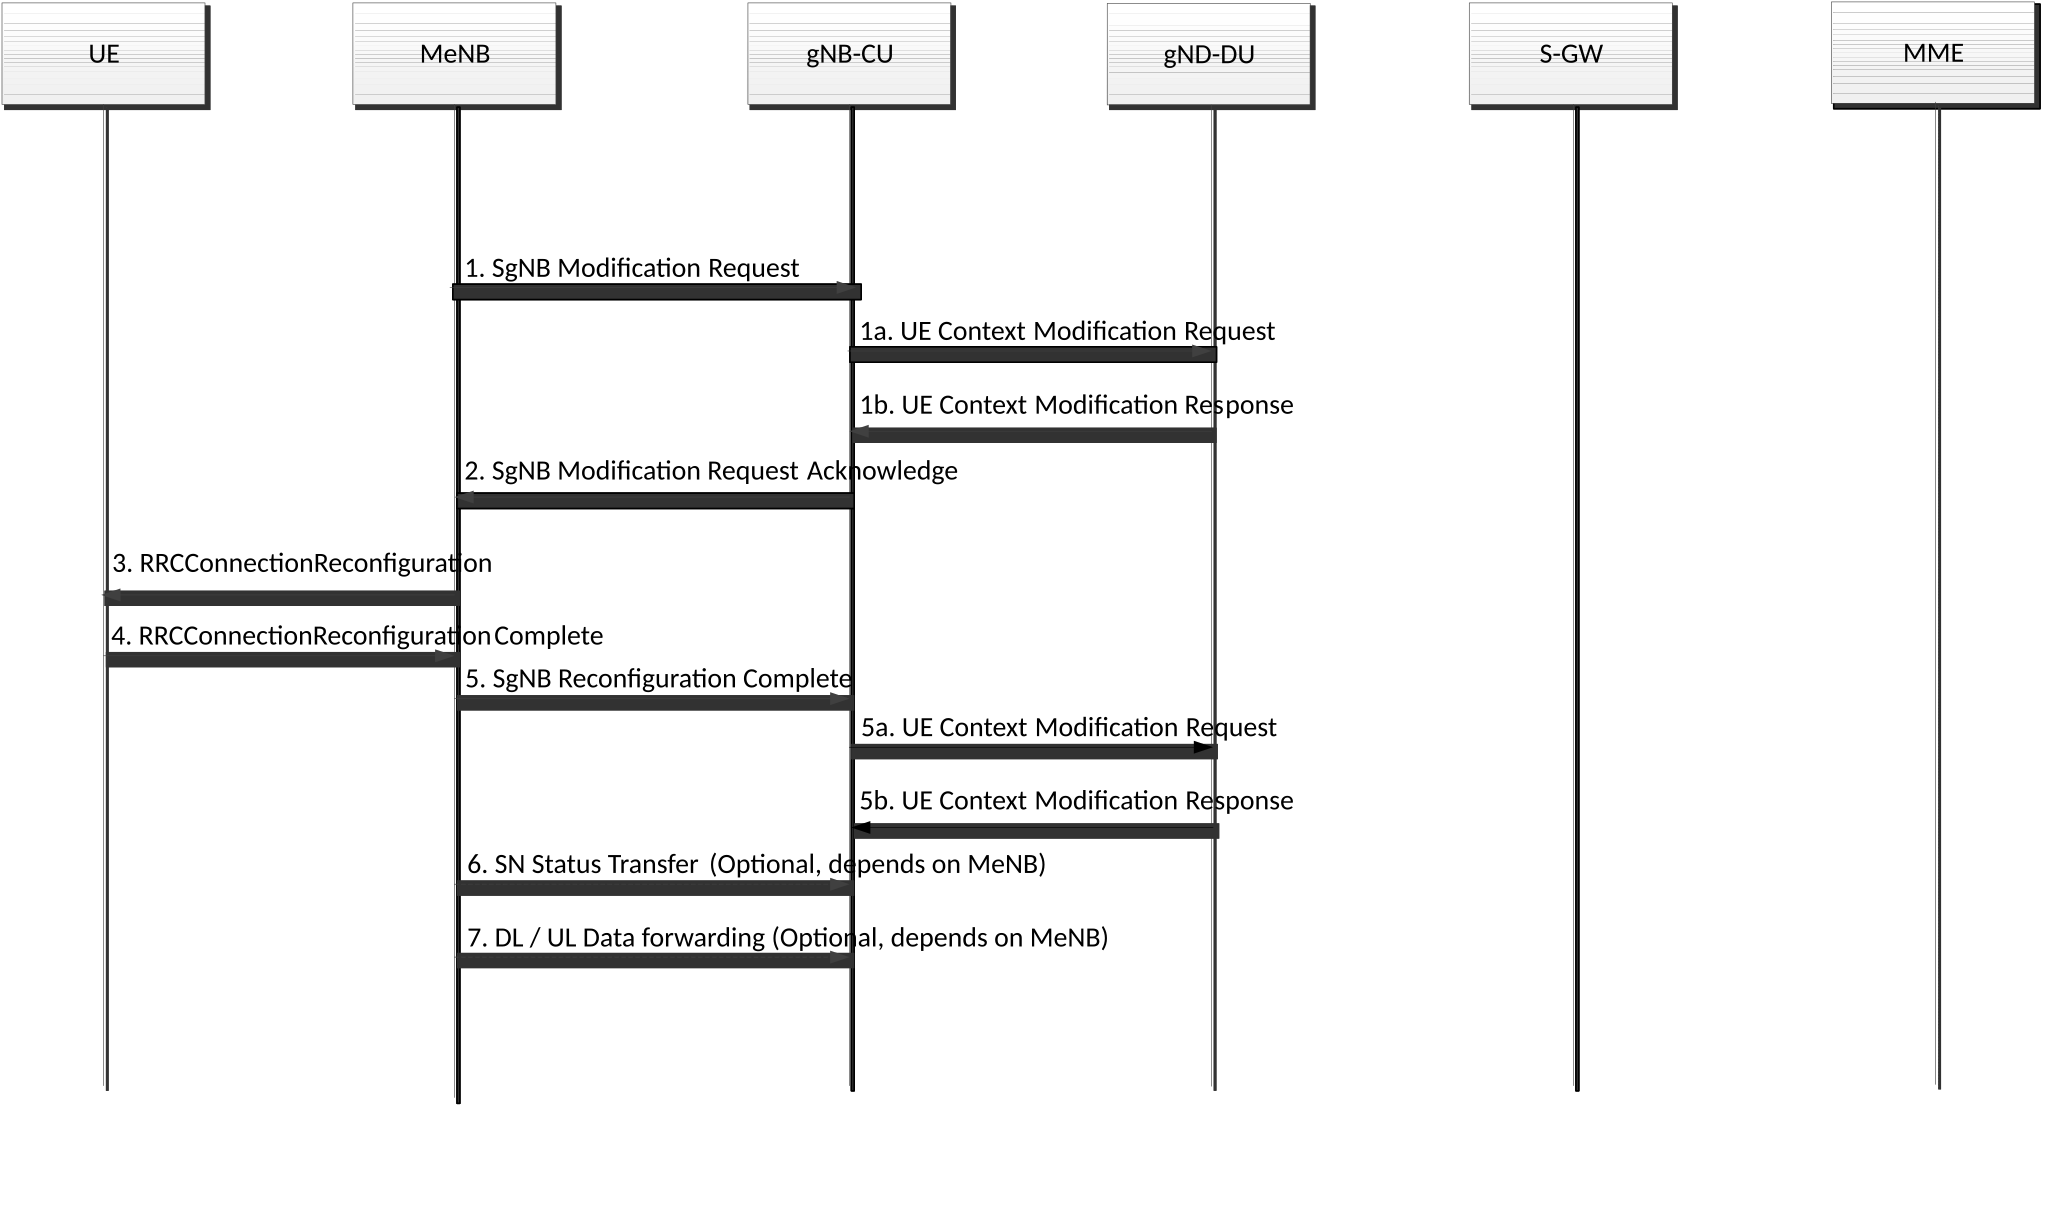 UE
MeNB
gNB-CU
gND-DU
S-GW
MME
1. SgNB Modification Request
1a. UE Context Modification Request
1b. UE Context Modification Response
2. SgNB Modification Request Acknowledge
3. RRCConnectionReconfiguration
4. RRCConnectionReconfigurationComplete
5. SgNB Reconfiguration Complete
5a. UE Context Modification Request
5b. UE Context Modification Response
6. SN Status Transfer (Optional, depends on MeNB)
7. DL / UL Data forwarding (Optional, depends on MeNB)